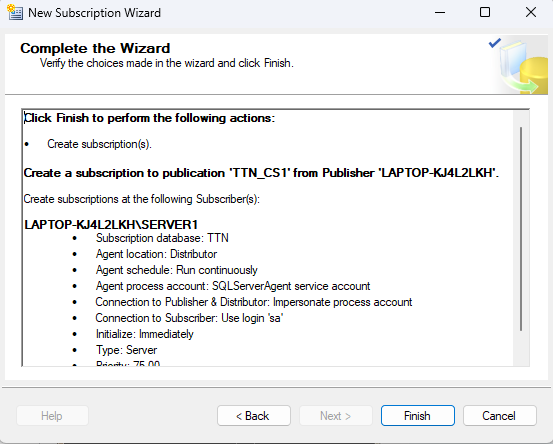 New Subscription Wizard
Complete the Wizard
Verify the choices made in the wizard and click Finish.
Click Finish to perform the following actions:
• Create subscription(s).
Create a subscription to publication 'TTN_CS1' from Publisher 'LAPTOP-KJ4L2LKH'.
Create subscriptions at the following Subscriber(s):
LAPTOP-KJ4L2LKH\SERVER1
• Subscription database: TTN
• Agent location: Distributor
• Agent schedule: Run continuously
• Agent process account: SQLServerAgent service account
• Connection to Publisher & Distributor: Impersonate process account
• Connection to Subscriber: Use login 'sa'
• Initialize: Immediately
• Type: Server
• Priority: 75.00
Help
< Back
Next >
Finish
Cancel